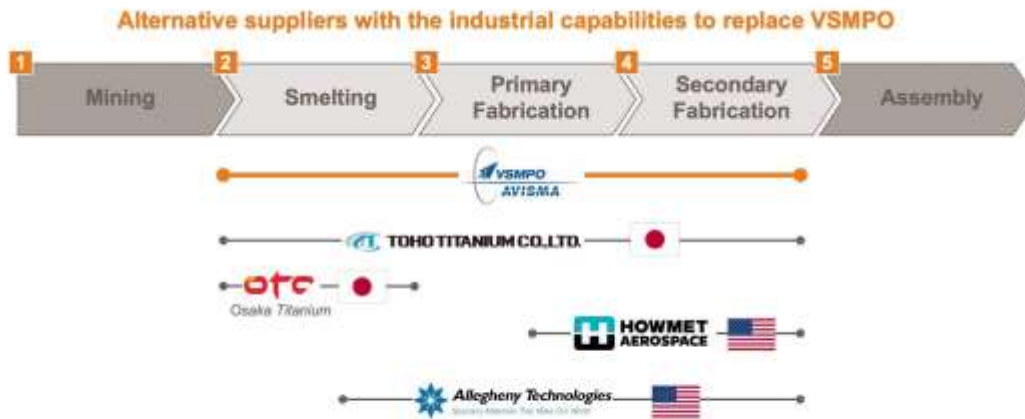 Alternative suppliers with the industrial capabilities to replace VSMPO
1
Mining
2
Smelting
3
Primary
Fabrication
4
Secondary
Fabrication
5
Assembly
VSMPO
AVISMA
TOHO TITANIUM CO.,LTD.
OTC
Osaka Titanium
HOWMET
AEROSPACE
Allegheny Technologies